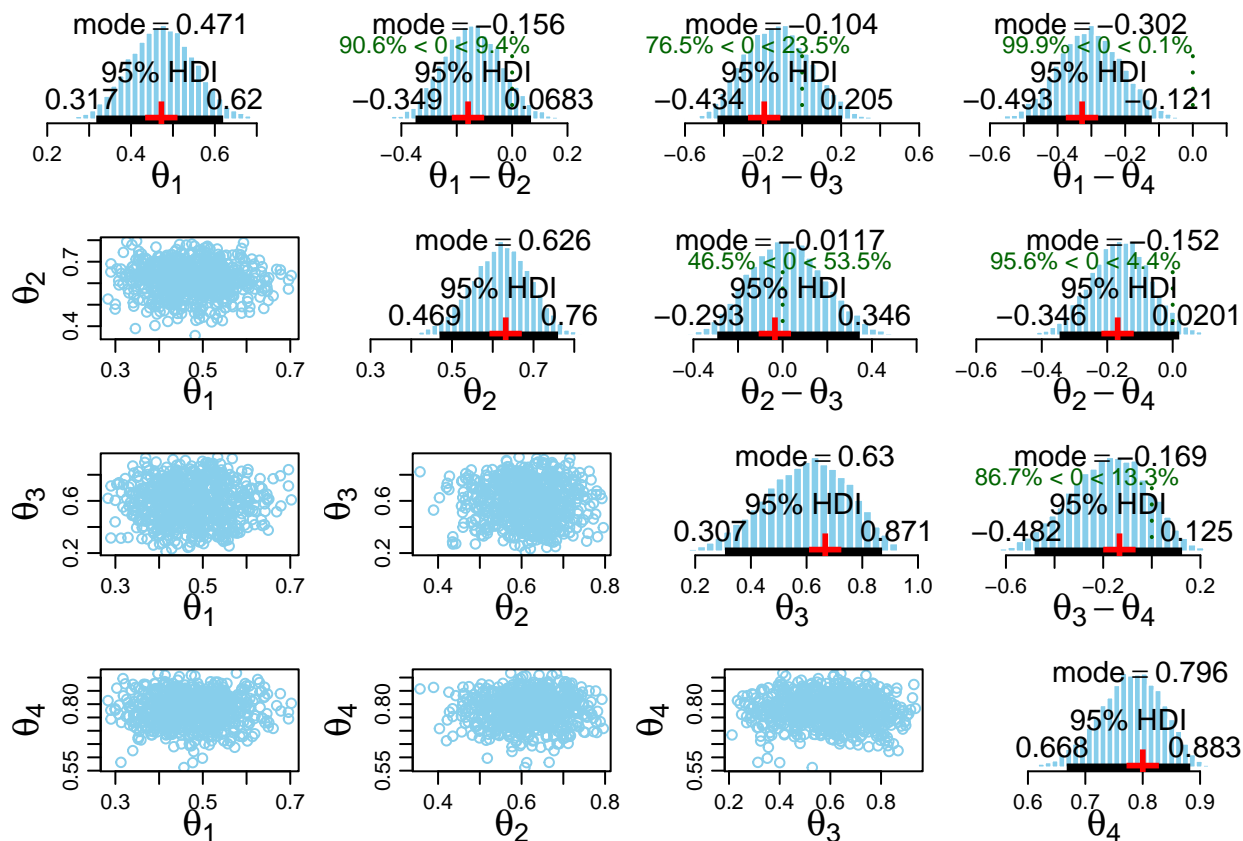 mode = 0.471
95% HDI
0.317 0.62
0.2 0.4 0.6
θ1
mode = −0.156
90.6% < 0 < 9.4%
95% HDI
−0.349 0.0683
−0.4 0.0 0.2
θ1 − θ2
mode = −0.104
76.5% < 0 < 23.5%
95% HDI
−0.434 0.205
−0.6 −0.2 0.2 0.6
θ1 − θ3
mode = −0.302
99.9% < 0 < 0.1%
95% HDI
−0.493 −0.121
−0.6 −0.4 −0.2 0.0
θ1 − θ4
θ2
0.4 0.7
0.3 0.5 0.7
θ1
mode = 0.626
95% HDI
0.469 0.76
0.3 0.5 0.7
θ2
mode = −0.0117
46.5% < 0 < 53.5%
95% HDI
−0.293 0.346
−0.4 0.0 0.4
θ2 − θ3
mode = −0.152
95.6% < 0 < 4.4%
95% HDI
−0.346 0.0201
−0.6 −0.4 −0.2 0.0
θ2 − θ4
θ3
0.2 0.6
0.3 0.5 0.7
θ1
θ3
0.2 0.6
0.4 0.6 0.8
θ2
mode = 0.63
95% HDI
0.307 0.871
0.2 0.4 0.6 0.8 1.0
θ3
mode = −0.169
86.7% < 0 < 13.3%
95% HDI
−0.482 0.125
−0.6 −0.2 0.2
θ3 − θ4
θ4
0.55 0.80
0.3 0.5 0.7
θ1
θ4
0.55 0.80
0.4 0.6 0.8
θ2
θ4
0.55 0.80
0.2 0.4 0.6 0.8
θ3
mode = 0.796
95% HDI
0.668 0.883
0.6 0.7 0.8 0.9
θ4